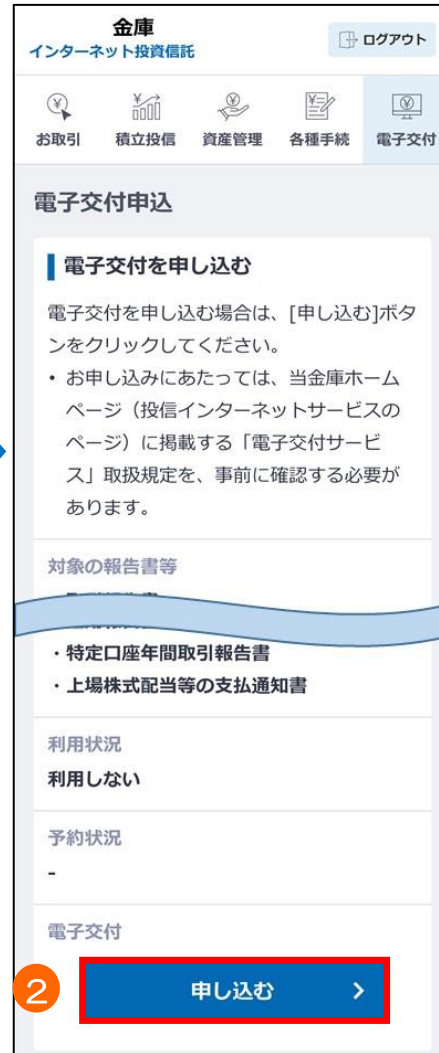 金庫
インターネット投資信託
ログアウト
お取引 積立投信 資産管理 各種手続 電子交付
電子交付申込
電子交付を申し込む
電子交付を申し込む場合は、[申し込む]ボタ
ンをクリックしてください。
・お申し込みにあたっては、当金庫ホーム
ページ（投信インターネットサービスの
ページ）に掲載する「電子交付サービ
ス」取扱規定を、事前に確認する必要が
あります。
対象の報告書等
・特定口座年間取引報告書
・上場株式配当等の支払通知書
利用状況
利用しない
予約状況
-
電子交付
2
申し込む